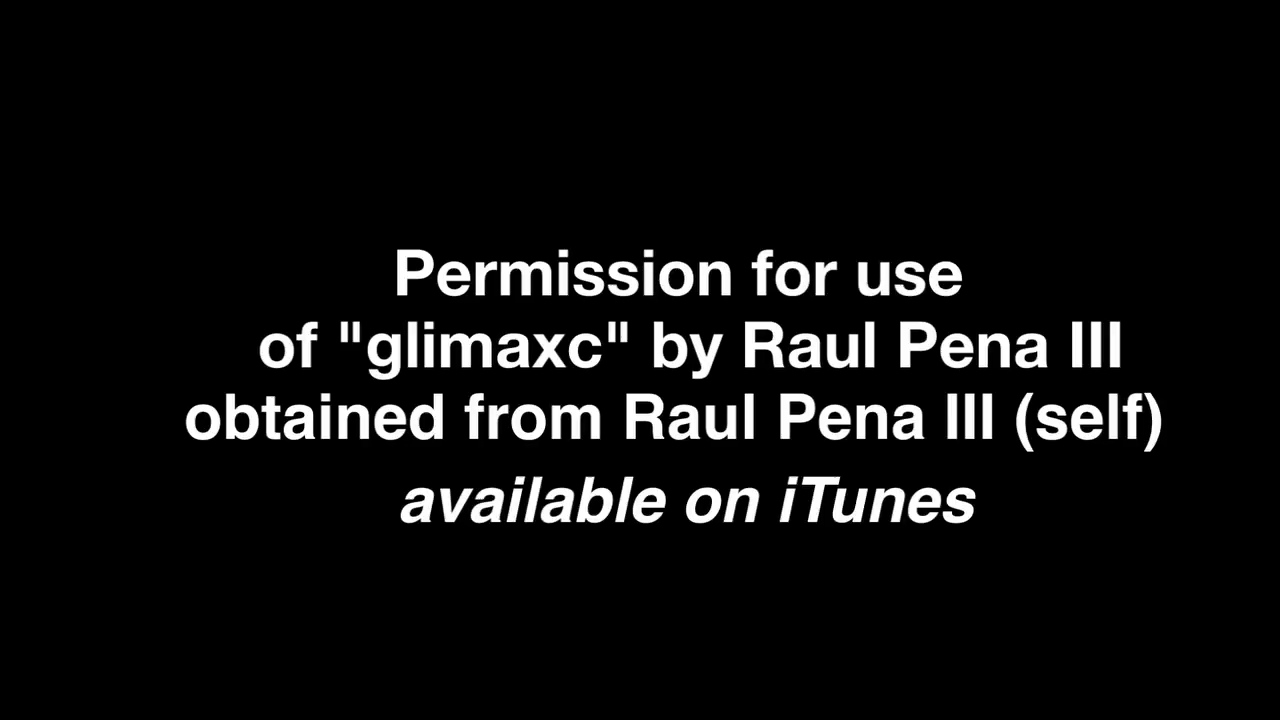 Permission for use
of "glimaxc" by Raul Pena III
obtained from Raul Pena III (self)
available on iTunes